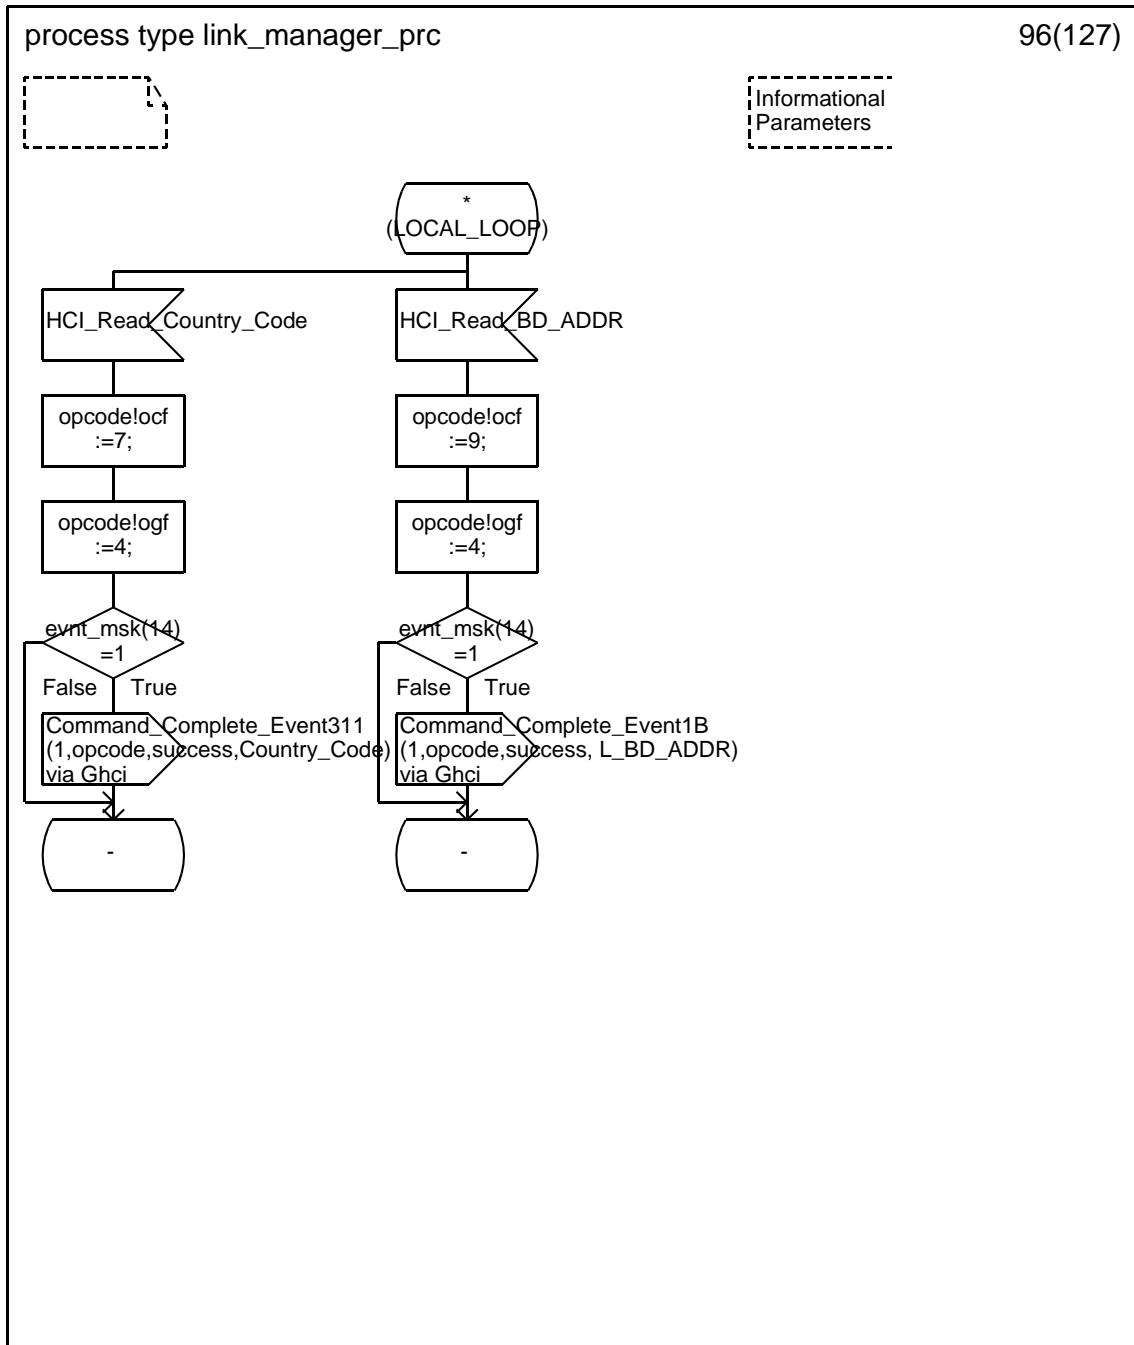 process type link_manager_prc
96(127)
Informational
Parameters
*
(LOCAL_LOOP)
HCI_Read_Country_Code
opcode!ocf
:=7;
opcode!ogf
:=4;
evnt_msk(14)
=1
False
True
Command_Complete_Event311
(1,opcode,success,Country_Code)
via Ghci
-
HCI_Read_BD_ADDR
opcode!ocf
:=9;
opcode!ogf
:=4;
evnt_msk(14)
=1
False
True
Command_Complete_Event1B
(1,opcode,success, L_BD_ADDR)
via Ghci
-